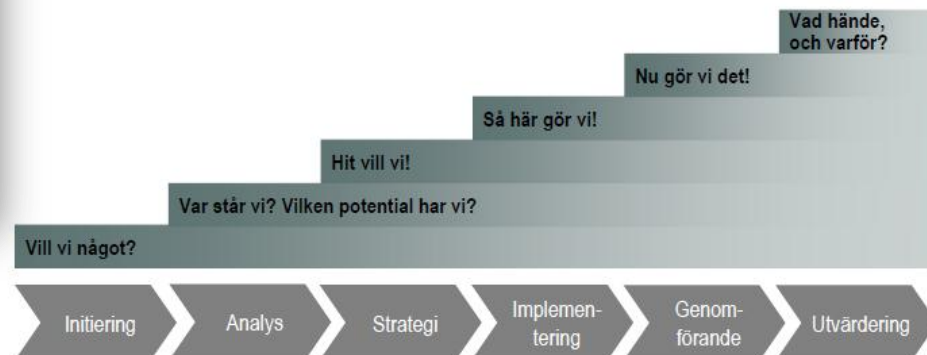 Vad hände,
och varför?
Nu gör vi det!
Så här gör vi!
Hit vill vi!
Var står vi? Vilken potential har vi?
Vill vi något?
Initiering
Analys
Strategi
Implemen-
tering
Genom-
förande
Utvärdering